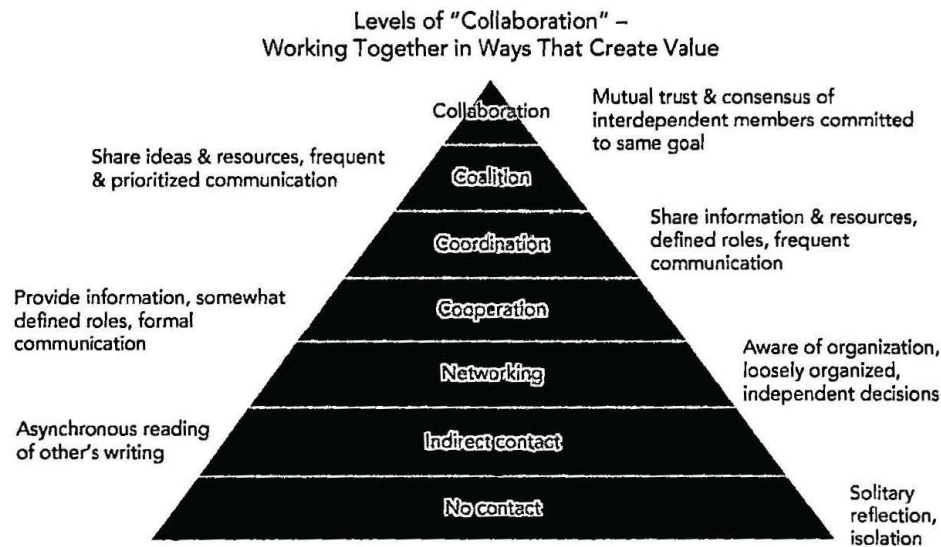 Levels of "Collaboration" –
Working Together in Ways That Create Value
Collaboration
Mutual trust & consensus of
interdependent members committed
to same goal
Share ideas & resources, frequent
& prioritized communication
Coalition
Share information & resources,
defined roles, frequent
communication
Coordination
Provide information, somewhat
defined roles, formal
communication
Cooperation
Aware of organization,
loosely organized,
independent decisions
Networking
Asynchronous reading
of other's writing
Indirect contact
No contact
Solitary
reflection,
isolation